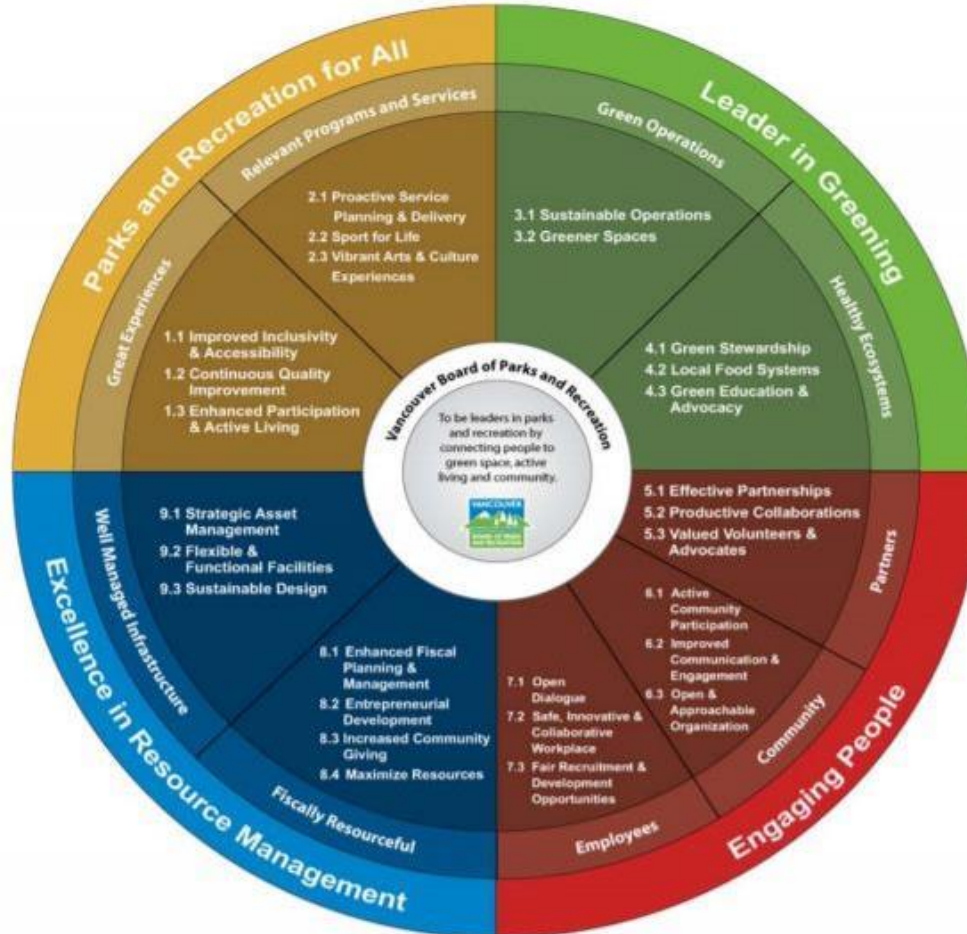 Parks and Recreation for All
Relevant Programs and Services
2.1 Proactive Service
Planning & Delivery
2.2 Sport for Life
2.3 Vibrant Arts & Culture
Experiences
Great Experiences
1.1 Improved Inclusivity
& Accessibility
1.2 Continuous Quality
Improvement
1.3 Enhanced Participation
& Active Living
Leader in Greening
Green Operations
3.1 Sustainable Operations
3.2 Greener Spaces
Healthy Ecosystems
4.1 Green Stewardship
4.2 Local Food Systems
4.3 Green Education &
Advocacy
Vancouver Board of Parks and Recreation
To be leaders in parks
and recreation by
connecting people to
green space, active
living and community.
VANCOUVER
Engaging People
Partners
5.1 Effective Partnerships
5.2 Productive Collaborations
5.3 Valued Volunteers &
Advocates
Community
6.1 Active
Community
Participation
6.2 Improved
Communication &
Engagement
6.3 Open &
Approachable
Organization
Employees
7.1 Open
Dialogue
7.2 Safe, Innovative &
Collaborative
Workplace
7.3 Fair Recruitment &
Development
Opportunities
Excellence in Resource Management
Fiscally Resourceful
8.1 Enhanced Fiscal
Planning &
Management
8.2 Entrepreneurial
Development
8.3 Increased Community
Giving
8.4 Maximize Resources
Well Managed Infrastructure
9.1 Strategic Asset
Management
9.2 Flexible &
Functional Facilities
9.3 Sustainable Design